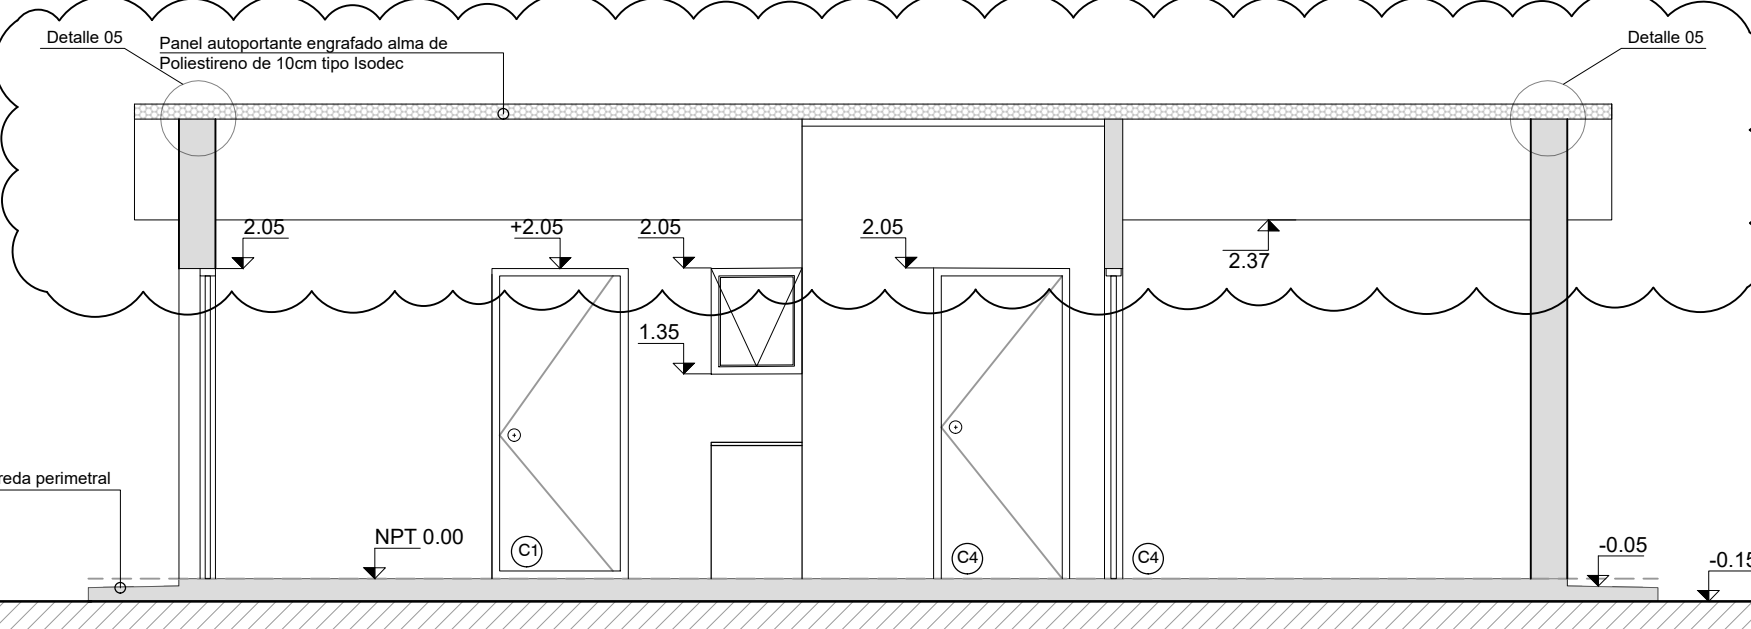 Detalle 05
Panel autoportante engrafado alma de
Poliestireno de 10cm tipo Isodec
Detalle 05
2.05
+2.05
2.05
2.05
2.37
1.35
reda perimetral
NPT 0.00
C1
C4
C4
-0.05
-0.15